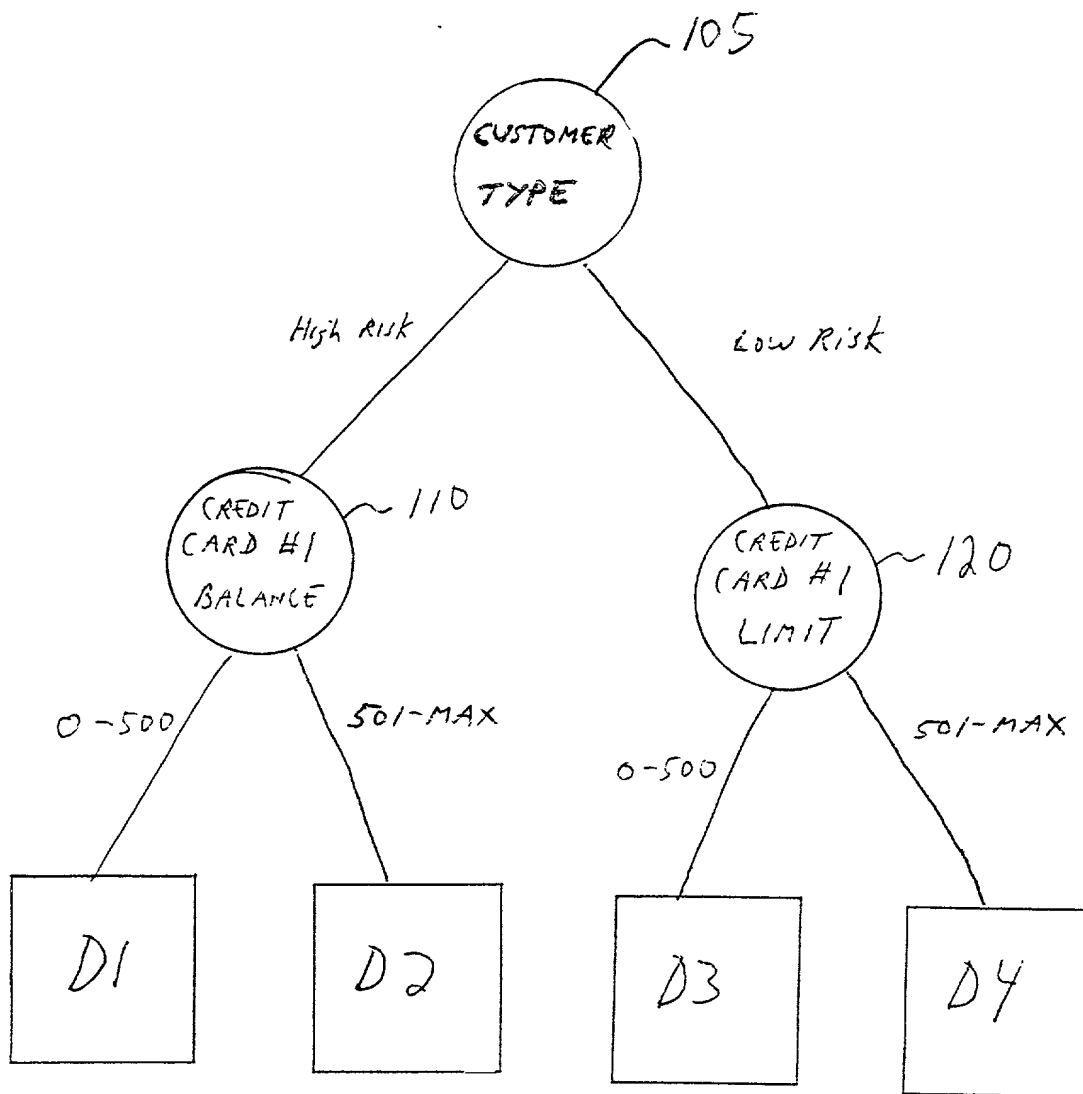 105
CUSTOMER
TYPE
High Risk
Low Risk
CREDIT
CARD #1
BALANCE
110
CREDIT
CARD #1
LIMIT
120
0-500
501-MAX
0-500
501-MAX
D1
D2
D3
D4